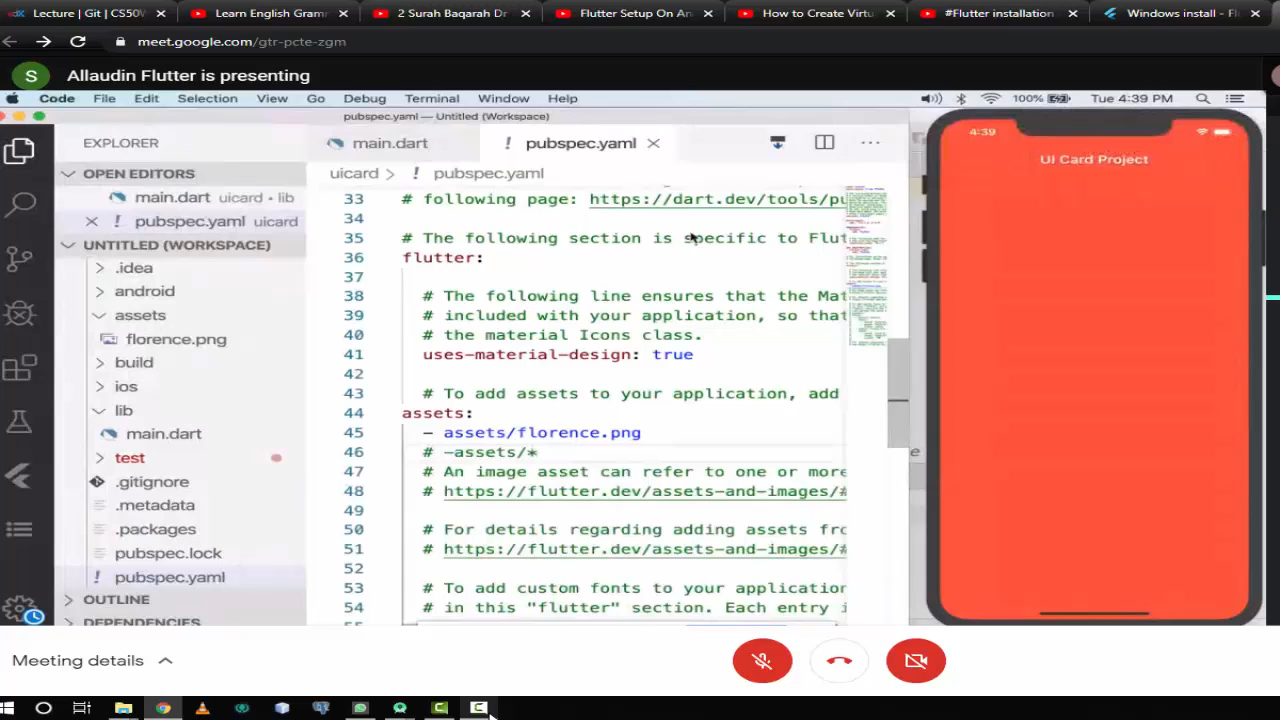 Lecture | Git | CS50W
Learn English Gram
2 Surah Baqarah Dr
Flutter Setup On An
How to Create Virtu
#Flutter installation
Windows install - Fl
meet.google.com/gtr-pcte-zgm
S
Allaudin Flutter is presenting
Code File Edit Selection View Go Debug Terminal Window Help
100%
Tue 4:39 PM
pubspec.yaml — Untitled (Workspace)
EXPLORER
OPEN EDITORS
main.dart uicard • lib
pubspec.yaml uicard
UNTITLED (WORKSPACE)
.idea
android
assets
florence.png
build
ios
lib
main.dart
test
.gitignore
.metadata
.packages
pubspec.lock
pubspec.yaml
OUTLINE
DEPENDENCIES
main.dart
pubspec.yaml
uicard > ! pubspec.yaml
33 # following page: https://dart.dev/tools/pu
34
35 # The following section is specific to Flut
36 flutter:
37
38 # The following line ensures that the Mat
39 # included with your application, so that
40 # the material Icons class.
41 uses-material-design: true
42
43 # To add assets to your application, add
44 assets:
45 - assets/florence.png
46 # -assets/*
47 # An image asset can refer to one or more
48 # https://flutter.dev/assets-and-images/#
49
50 # For details regarding adding assets fro
51 # https://flutter.dev/assets-and-images/#
52
53 # To add custom fonts to your application
54 # in this "flutter" section. Each entry i
4:39
UI Card Project
Meeting details